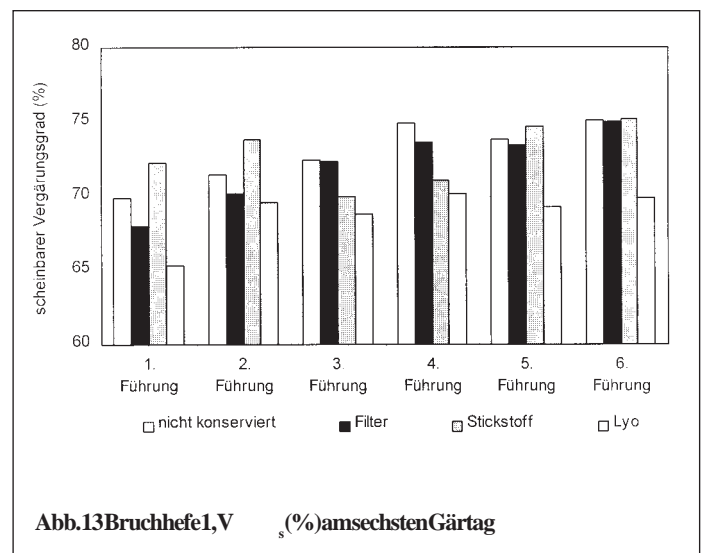 scheinbarer Vergärungsgrad (%)
80
75
70
65
60
1. 2. 3. 4. 5. 6.
Führung Führung Führung Führung Führung Führung
nicht konserviert Filter Stickstoff Lyo
Abb.13Bruchhefe1,V s(%)amsechstenGärtag